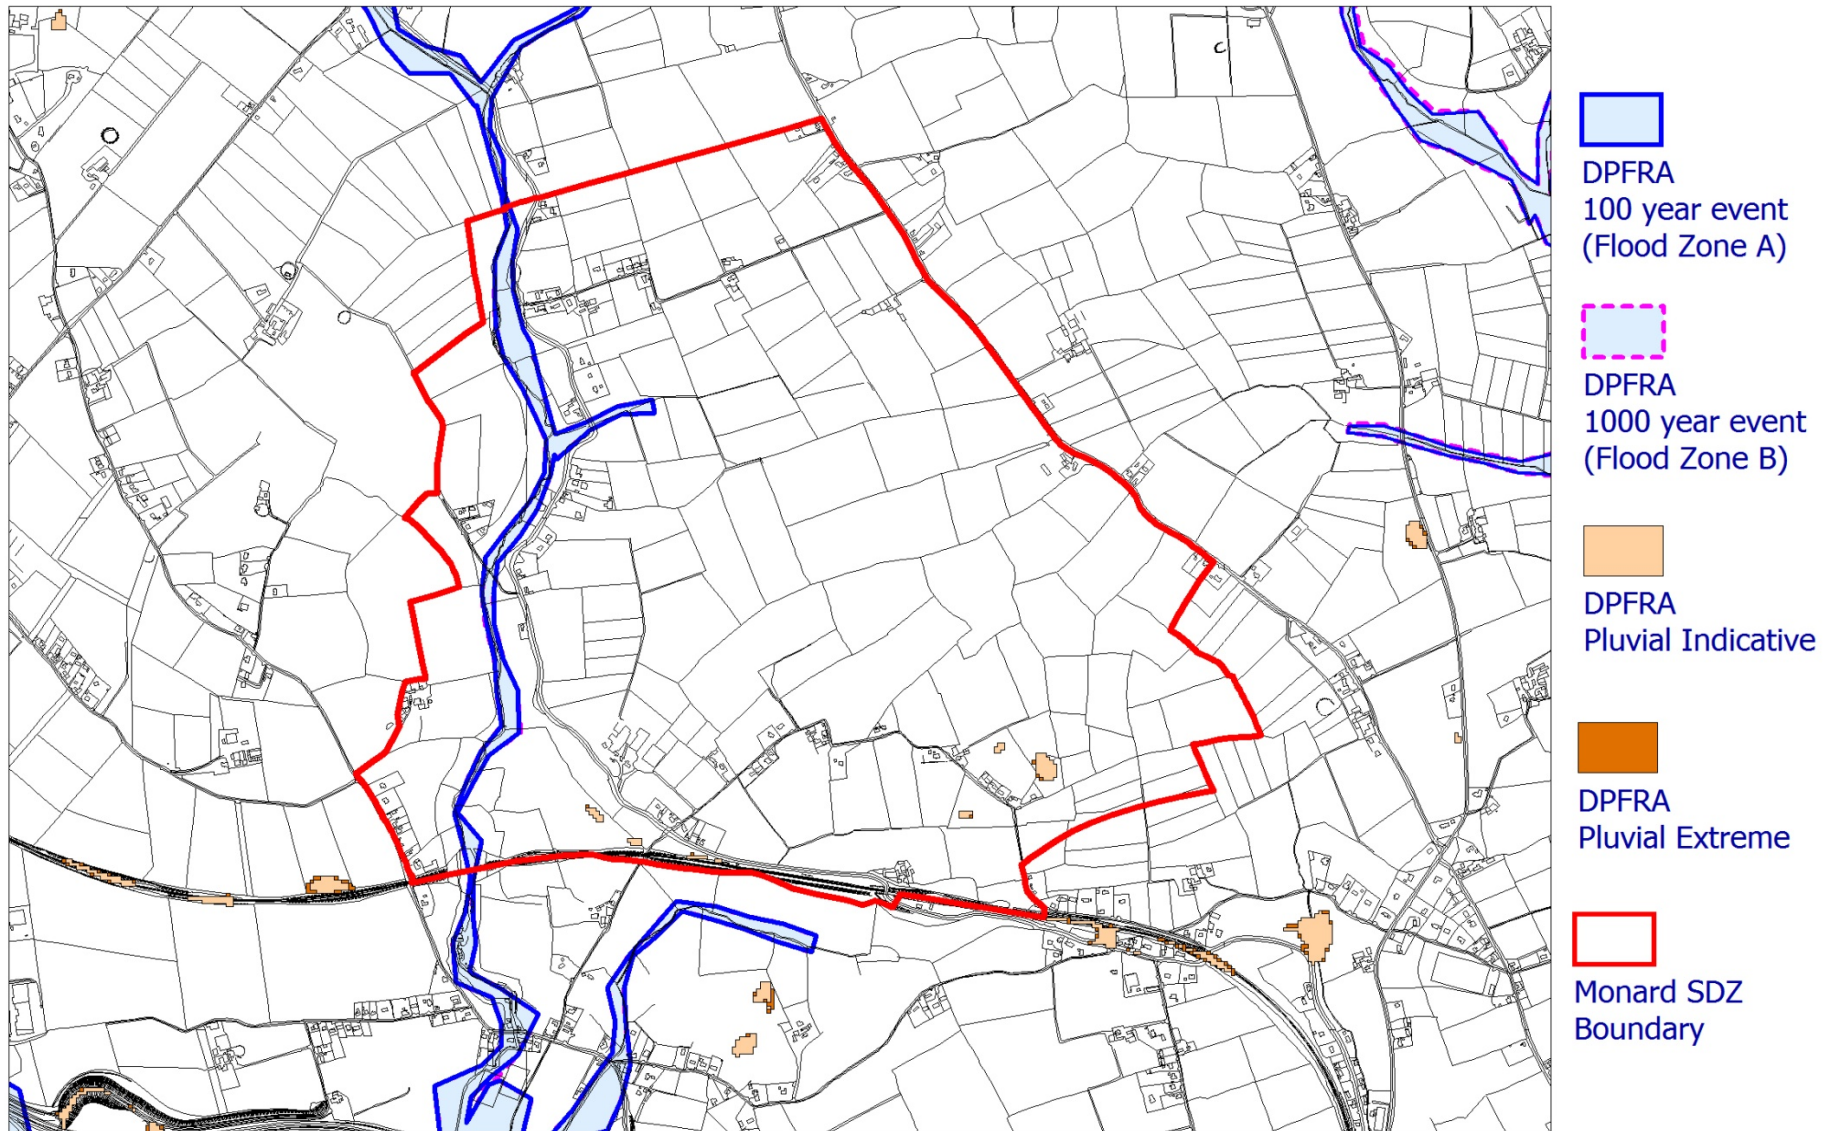 DPFRA
100 year event
(Flood Zone A)
DPFRA
1000 year event
(Flood Zone B)
DPFRA
Pluvial Indicative
DPFRA
Pluvial Extreme
Monard SDZ
Boundary